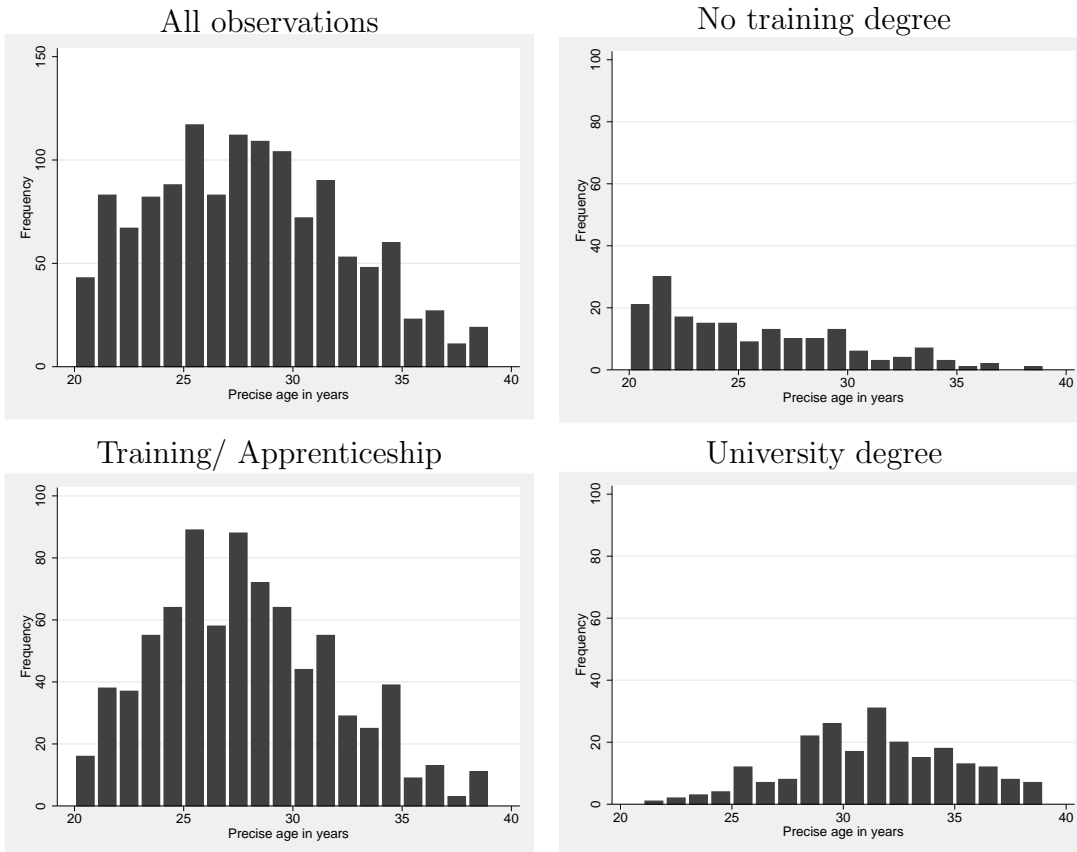 All observations
150
100
50
0
Frequency
20 25 30 35 40
Precise age in years
No training degree
100
80
60
40
20
0
Frequency
20 25 30 35 40
Precise age in years
Training/ Apprenticeship
100
80
60
40
20
0
Frequency
20 25 30 35 40
Precise age in years
University degree
100
80
60
40
20
0
Frequency
20 25 30 35 40
Precise age in years